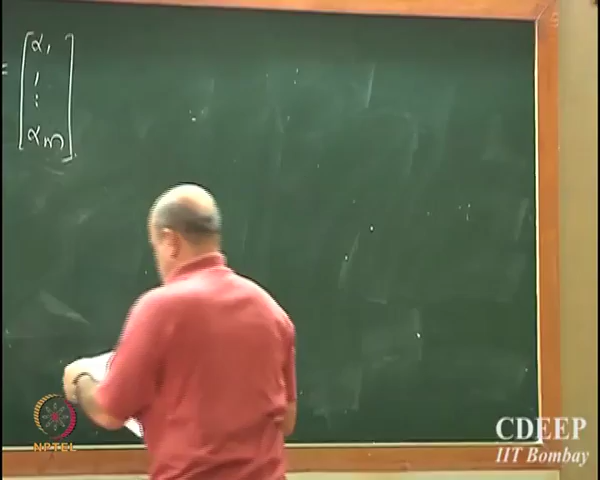 = [α₁
⋮
αₘ]
NPTEL
CDEEP
IIT Bombay